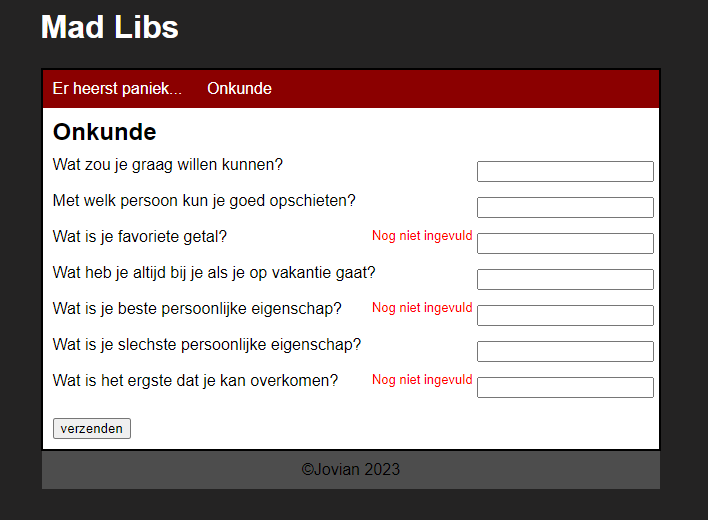 Mad Libs
Er heerst paniek... Onkunde
Onkunde
Wat zou je graag willen kunnen?
Met welk persoon kun je goed opschieten?
Wat is je favoriete getal? Nog niet ingevuld
Wat heb je altijd bij je als je op vakantie gaat?
Wat is je beste persoonlijke eigenschap? Nog niet ingevuld
Wat is je slechste persoonlijke eigenschap?
Wat is het ergste dat je kan overkomen? Nog niet ingevuld
verzenden
©Jovian 2023